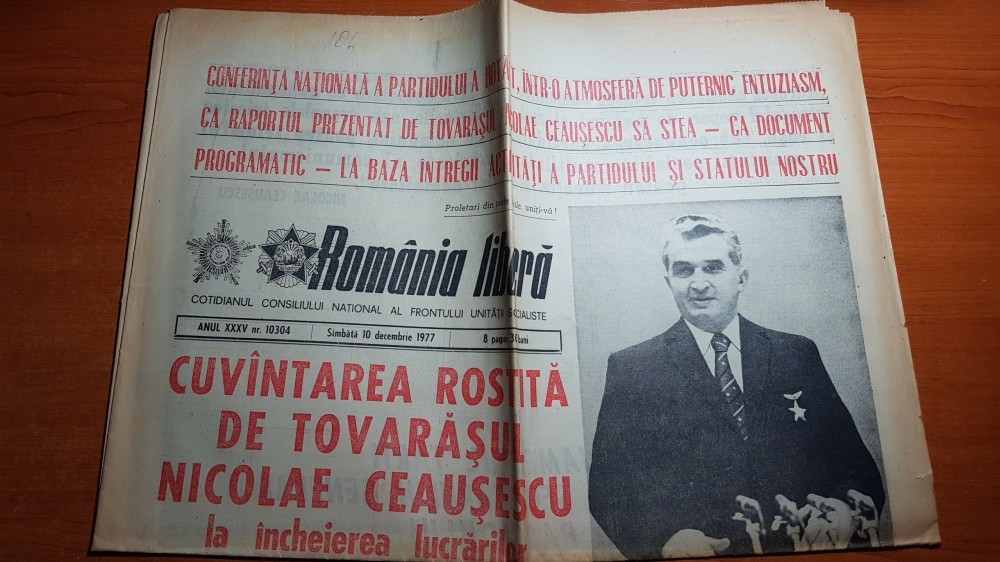 186
CONFERINȚA NAȚIONALĂ A PARTIDULUI A HOTĂRÎT, ÎNTR-O ATMOSFERĂ DE PUTERNIC ENTUZIASM,
CA RAPORTUL PREZENTAT DE TOVARĂȘUL NICOLAE CEAUȘESCU SĂ STEA — CA DOCUMENT
PROGRAMATIC — LA BAZA ÎNTREGII ACTIVITĂȚI A PARTIDULUI ȘI STATULUI NOSTRU
Proletari din toate țările, uniți-vă!
România liberă
COTIDIANUL CONSILIULUI NAȚIONAL AL FRONTULUI UNITĂȚII SOCIALISTE
ANUL XXXV nr. 10304 Sîmbătă 10 decembrie 1977 8 pagini 30 bani
CUVÎNTAREA ROSTITĂ
DE TOVARĂȘUL
NICOLAE CEAUȘESCU
la încheierea lucrărilor